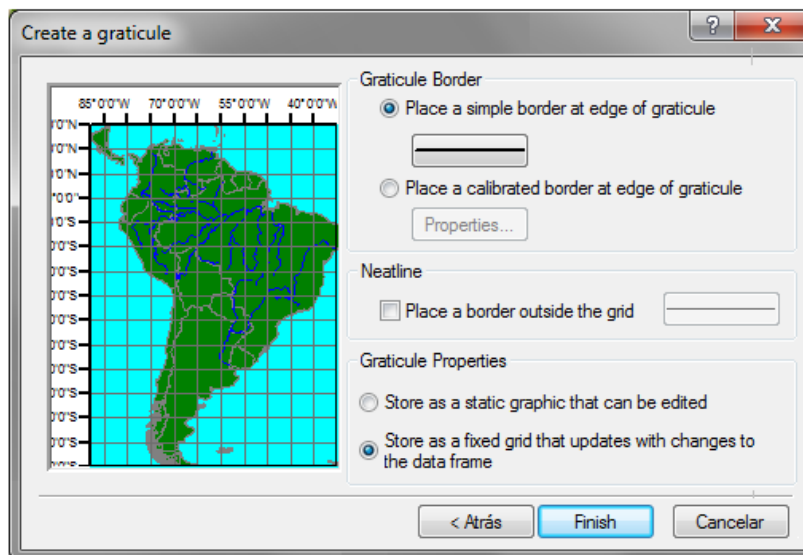 Create a graticule
85°0'0"W 70°0'0"W 55°0'0"W 40°0'0"W
Graticule Border
Place a simple border at edge of graticule
Place a calibrated border at edge of graticule
Properties...
Neatline
Place a border outside the grid
Graticule Properties
Store as a static graphic that can be edited
Store as a fixed grid that updates with changes to
the data frame
< Atrás Finish Cancelar